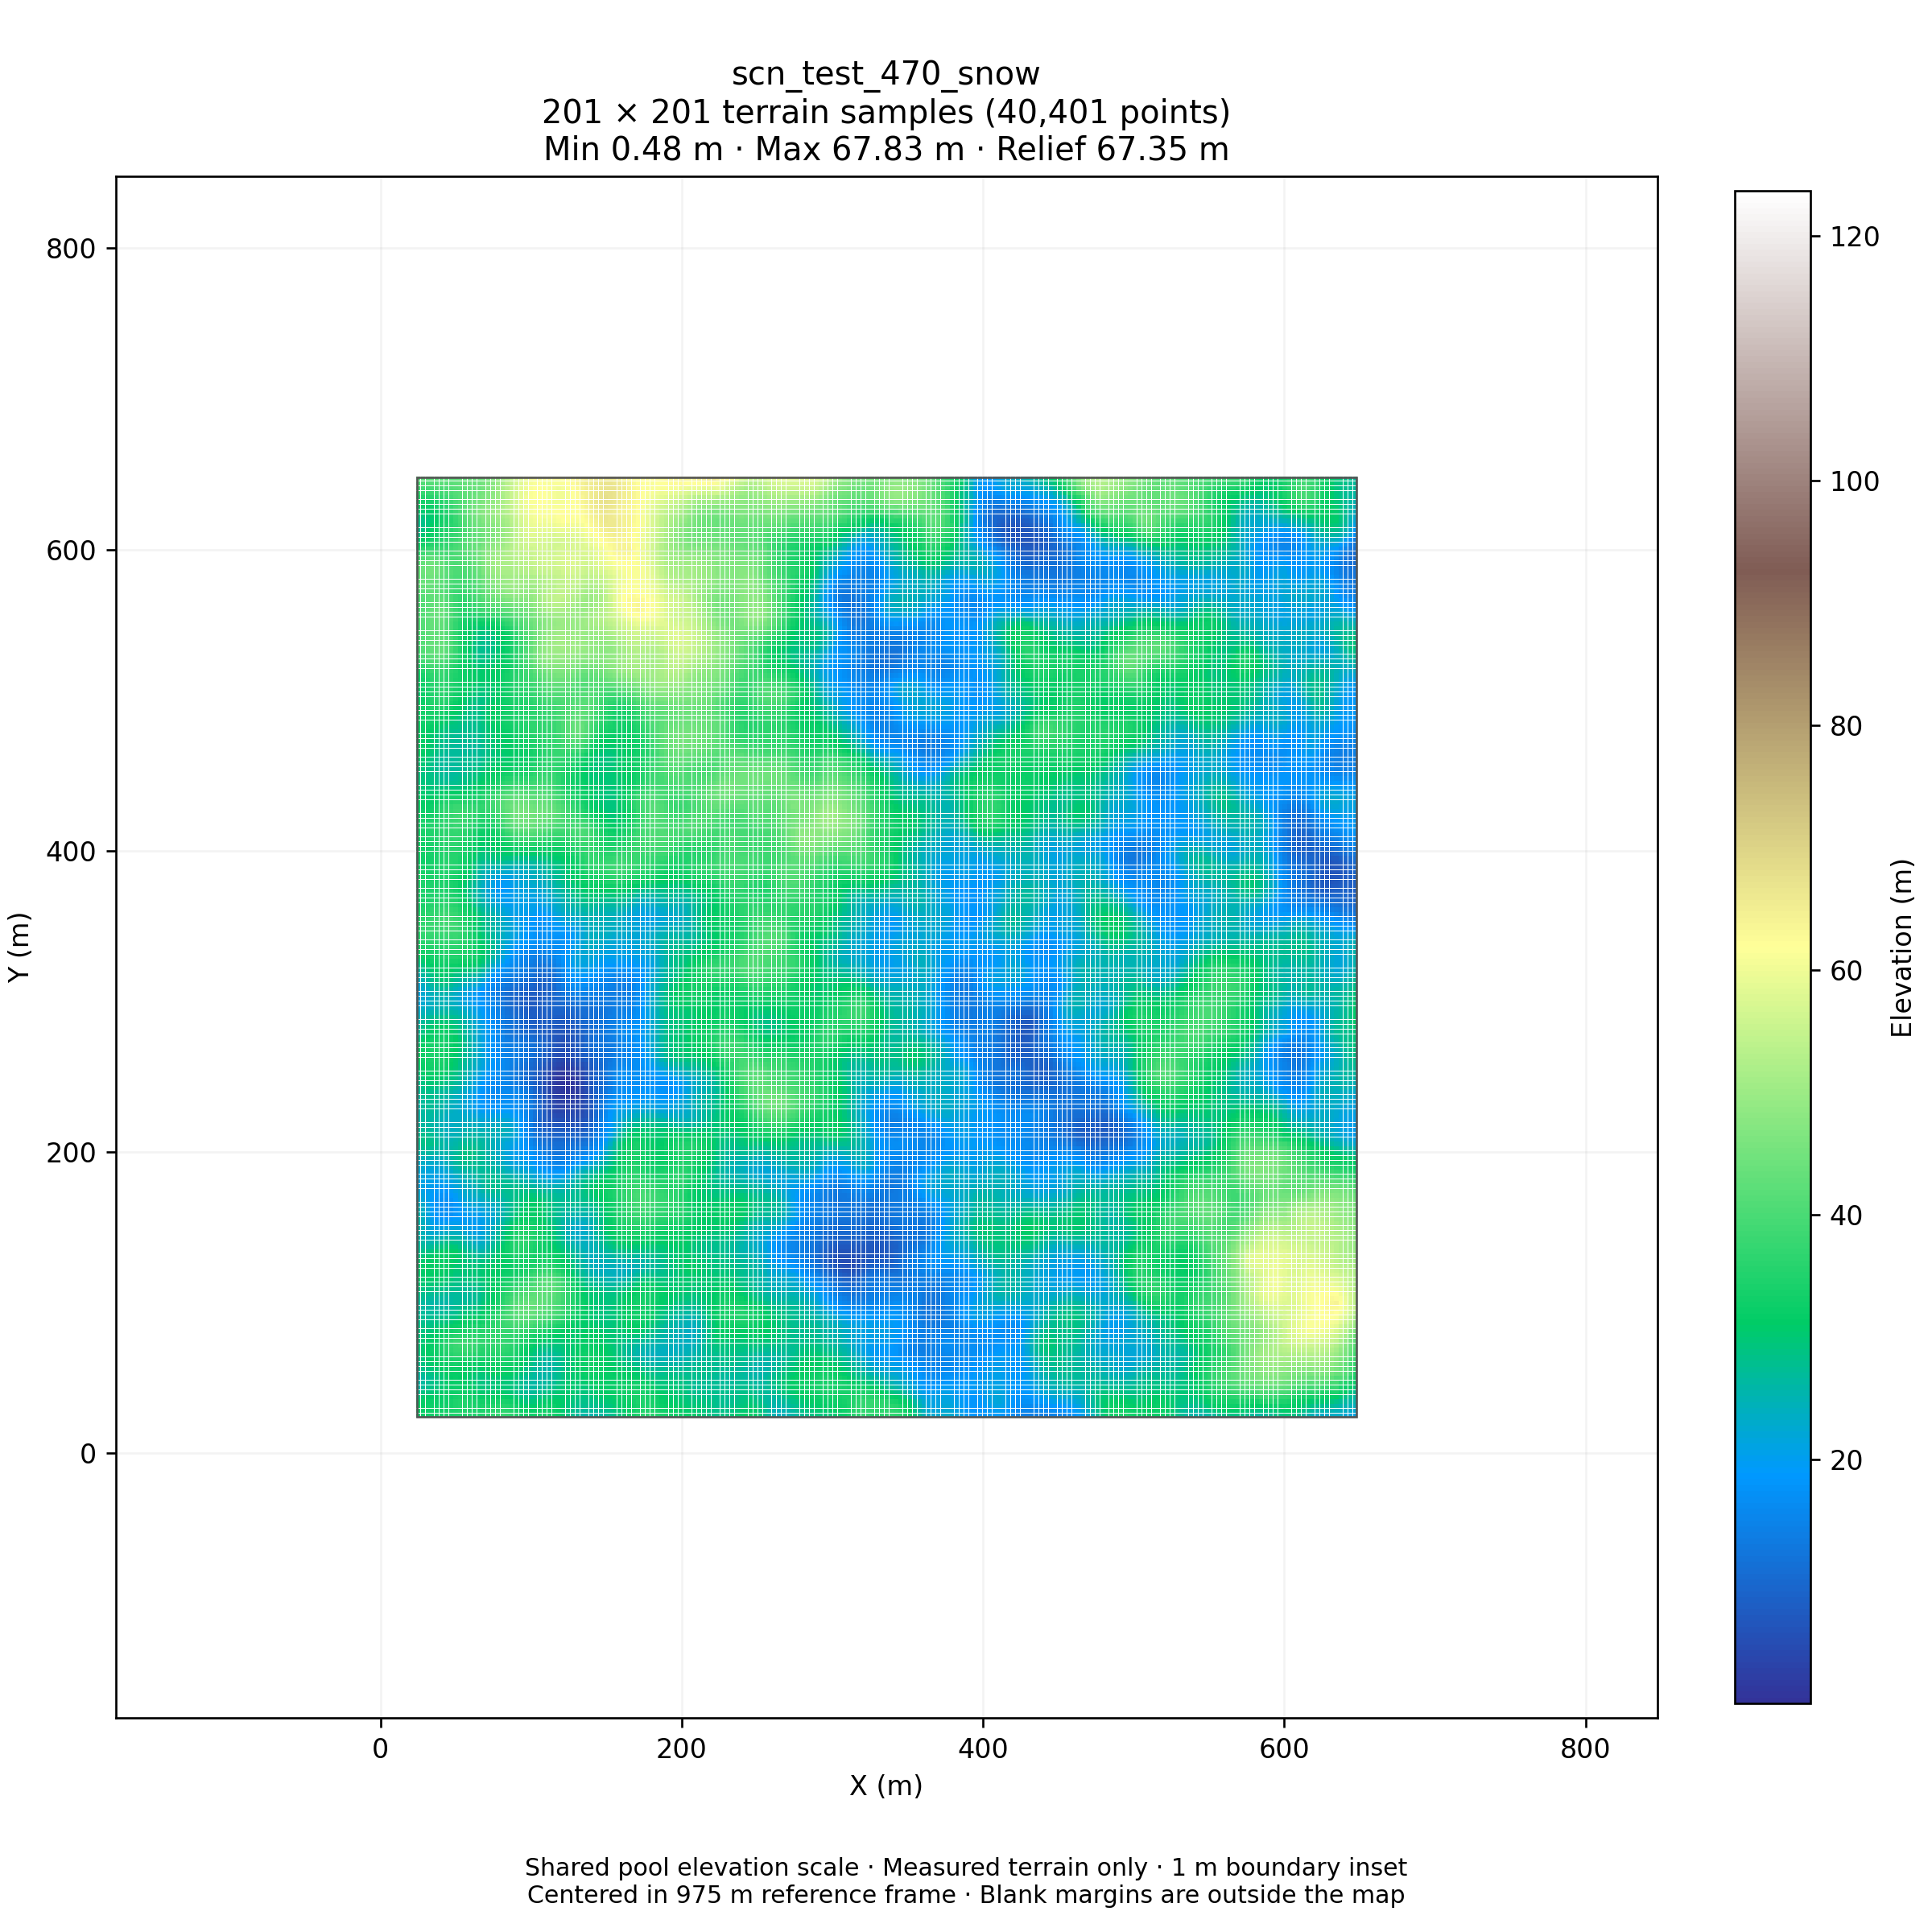 scn_test_470_snow
201 × 201 terrain samples (40,401 points)
Min 0.48 m · Max 67.83 m · Relief 67.35 m
800
600
400
200
0
Y (m)
0
200
400
600
800
X (m)
120
100
80
60
40
20
Elevation (m)
Shared pool elevation scale · Measured terrain only · 1 m boundary inset
Centered in 975 m reference frame · Blank margins are outside the map